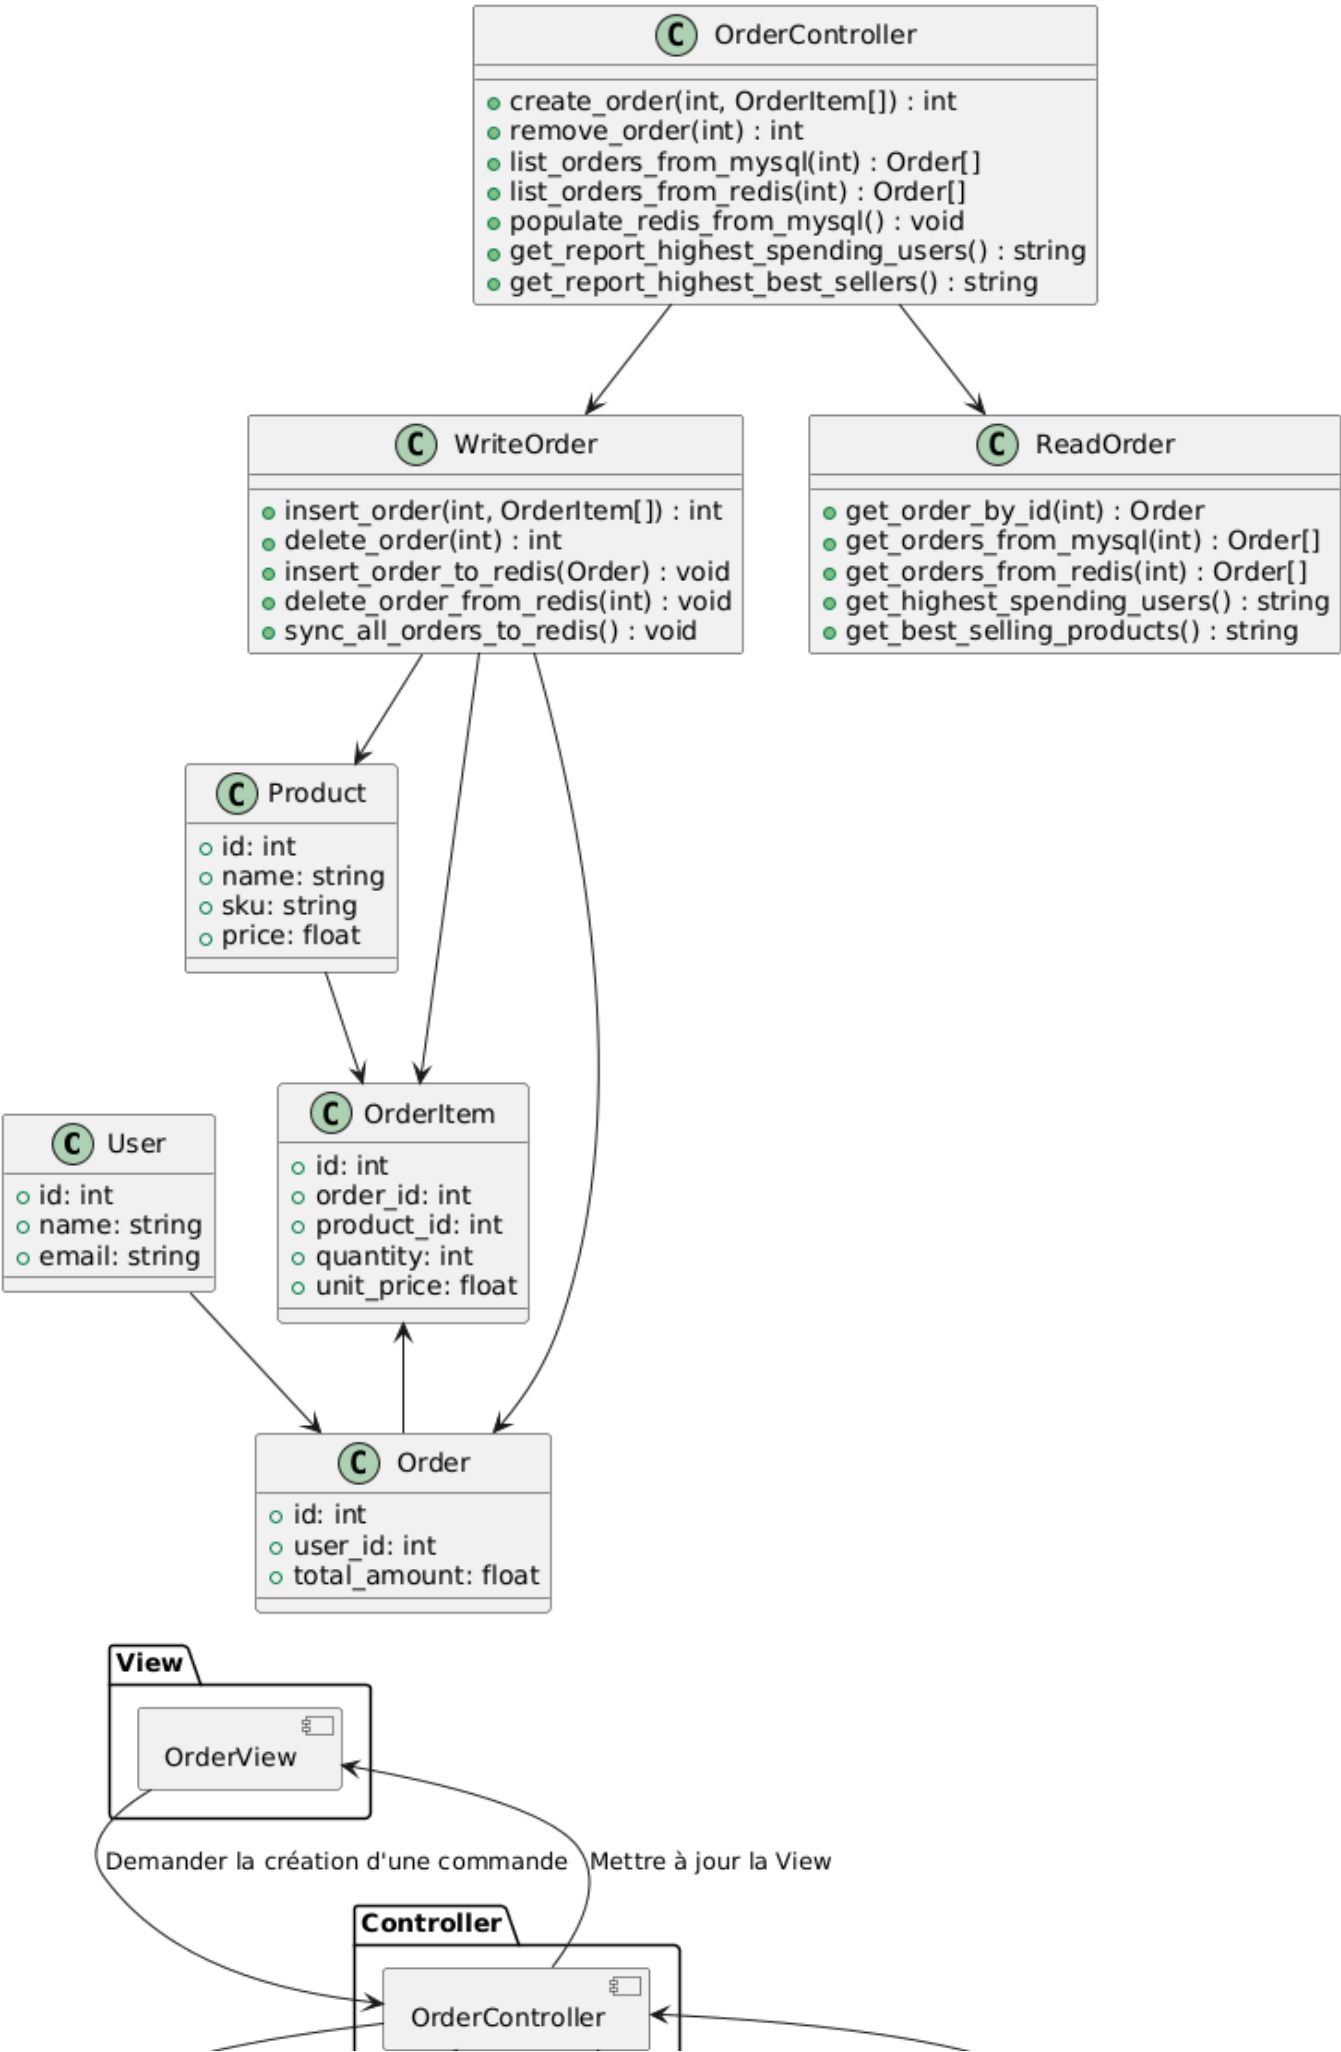 C OrderController
create_order(int, OrderItem[]) : int
remove_order(int) : int
list_orders_from_mysql(int) : Order[]
list_orders_from_redis(int) : Order[]
populate_redis_from_mysql() : void
get_report_highest_spending_users() : string
get_report_highest_best_sellers() : string
C WriteOrder
insert_order(int, OrderItem[]) : int
delete_order(int) : int
insert_order_to_redis(Order) : void
delete_order_from_redis(int) : void
sync_all_orders_to_redis() : void
C ReadOrder
get_order_by_id(int) : Order
get_orders_from_mysql(int) : Order[]
get_orders_from_redis(int) : Order[]
get_highest_spending_users() : string
get_best_selling_products() : string
C Product
id: int
name: string
sku: string
price: float
C User
id: int
name: string
email: string
C OrderItem
id: int
order_id: int
product_id: int
quantity: int
unit_price: float
C Order
id: int
user_id: int
total_amount: float
View
OrderView
Demander la création d'une commande
Mettre à jour la View
Controller
OrderController